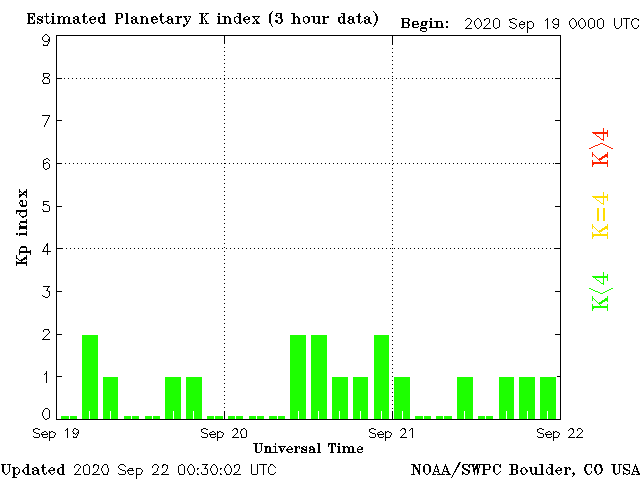 Estimated Planetary K index (3 hour data)
Begin: 2020 Sep 19 0000 UTC
9
8
7
6
5
4
3
2
1
0
Kp index
K>4
K=4
K<4
Sep 19 Sep 20 Sep 21 Sep 22
Universal Time
Updated 2020 Sep 22 00:30:02 UTC
NOAA/SWPC Boulder, CO USA